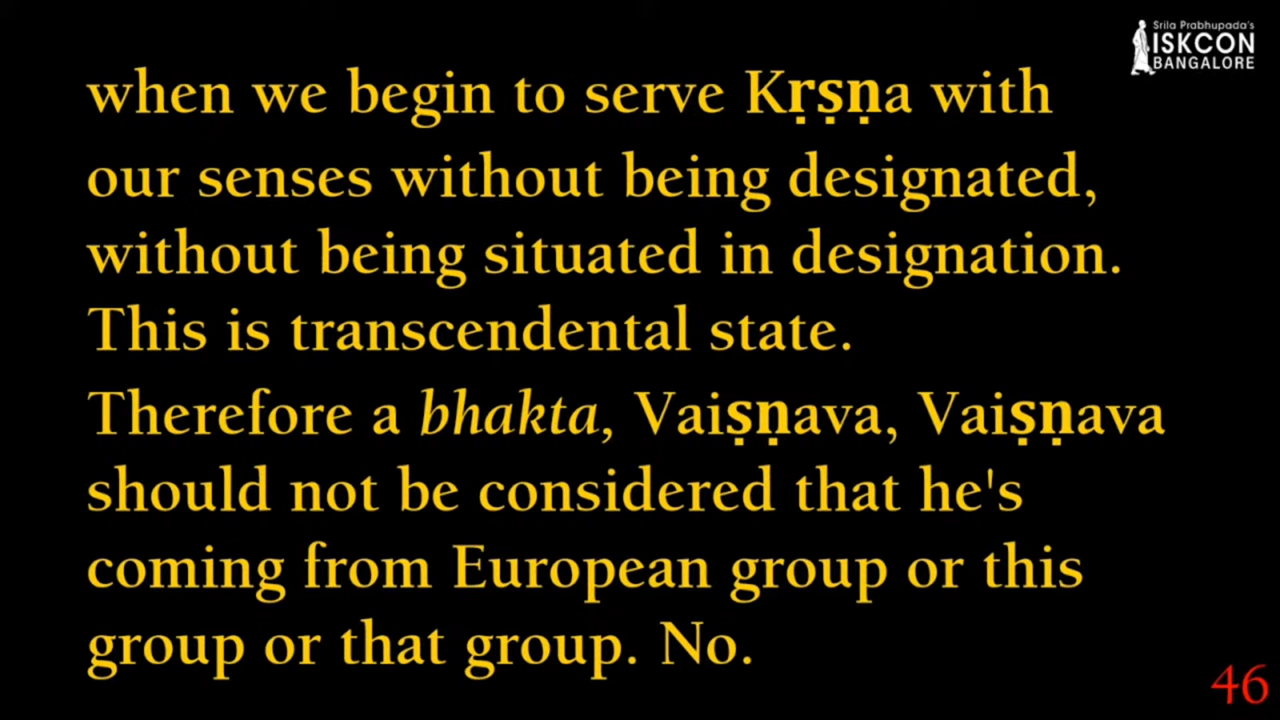 Srila Prabhupada's
ISKCON
BANGALORE
when we begin to serve Kṛṣṇa with
our senses without being designated,
without being situated in designation.
This is transcendental state.
Therefore a bhakta, Vaiṣṇava, Vaiṣṇava
should not be considered that he's
coming from European group or this
group or that group. No.
46